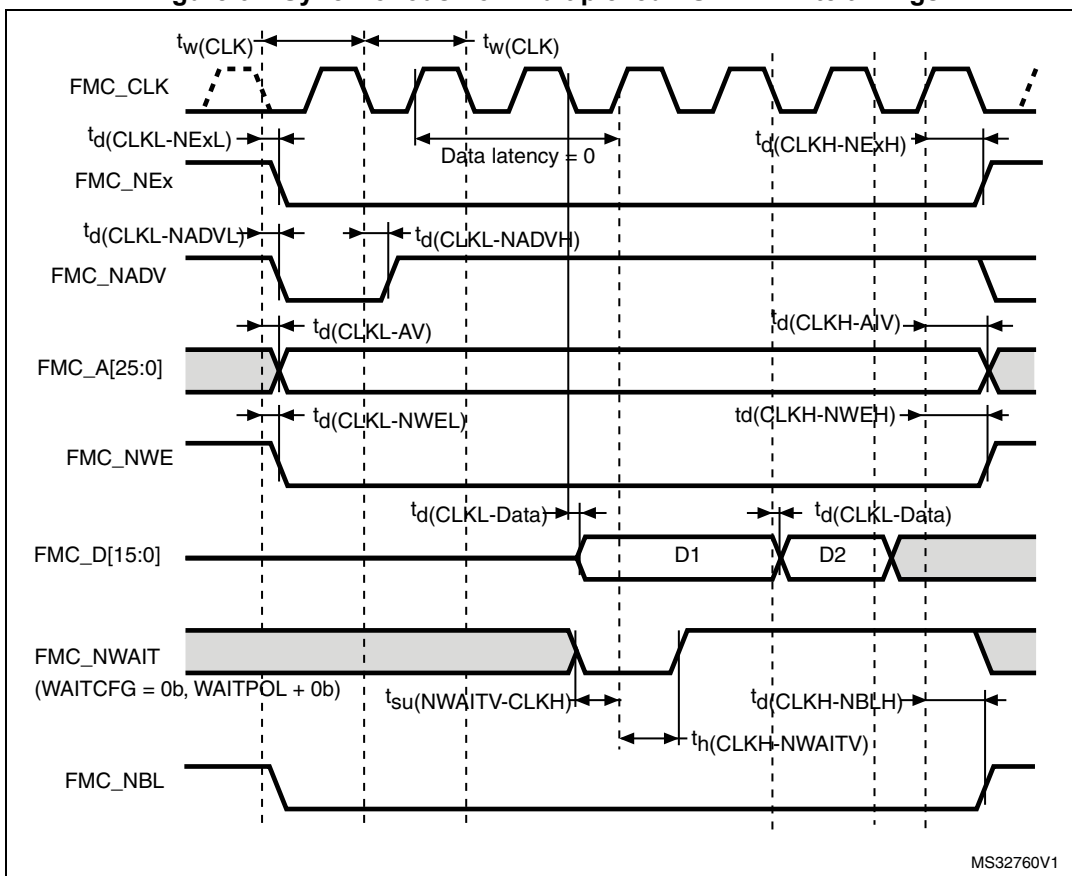 tw(CLK) tw(CLK)
FMC_CLK
td(CLKL-NExL) Data latency = 0 td(CLKH-NExH)
FMC_NEx
td(CLKL-NADVL) td(CLKL-NADVH)
FMC_NADV
td(CLKL-AV) td(CLKH-AIV)
FMC_A[25:0]
td(CLKL-NWEL) td(CLKH-NWEH)
FMC_NWE
td(CLKL-Data) td(CLKL-Data)
FMC_D[15:0] D1 D2
FMC_NWAIT
(WAITCFG = 0b, WAITPOL + 0b)
tsu(NWAITV-CLKH) td(CLKH-NBLH)
th(CLKH-NWAITV)
FMC_NBL
MS32760V1